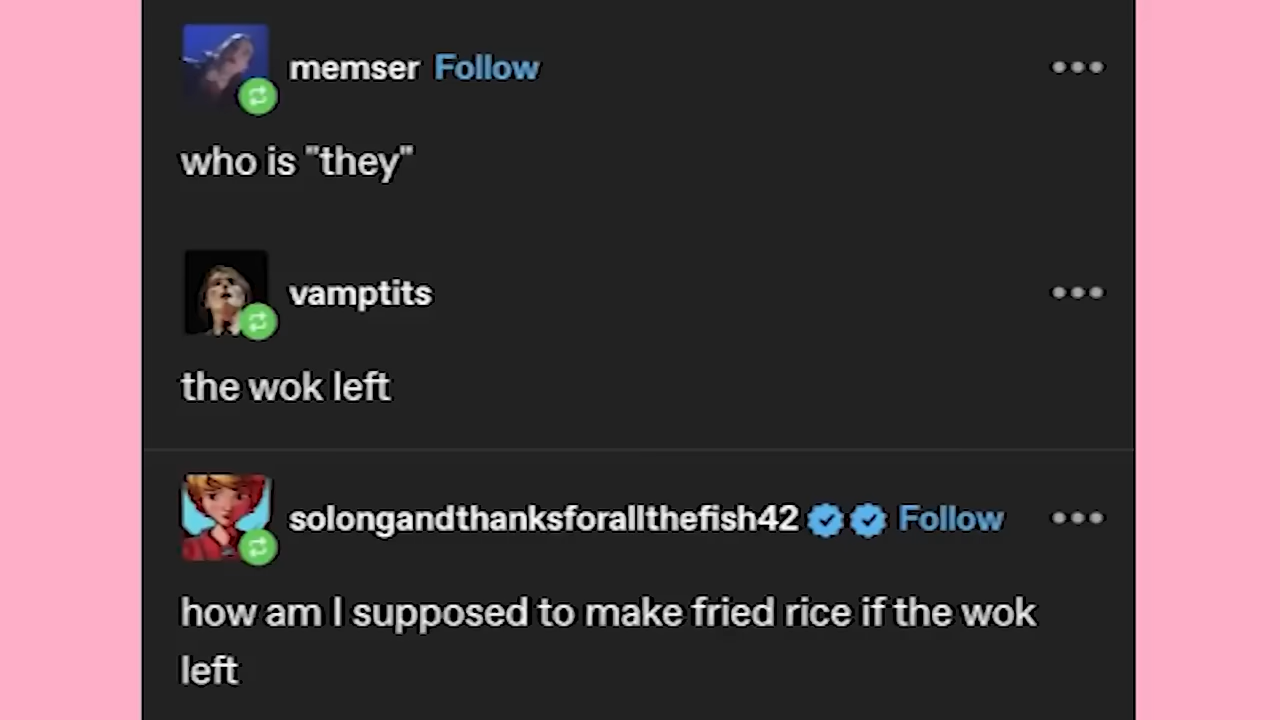 memser Follow
who is "they"
vamptits
the wok left
solongandthanksforallthefish42 Follow
how am I supposed to make fried rice if the wok
left